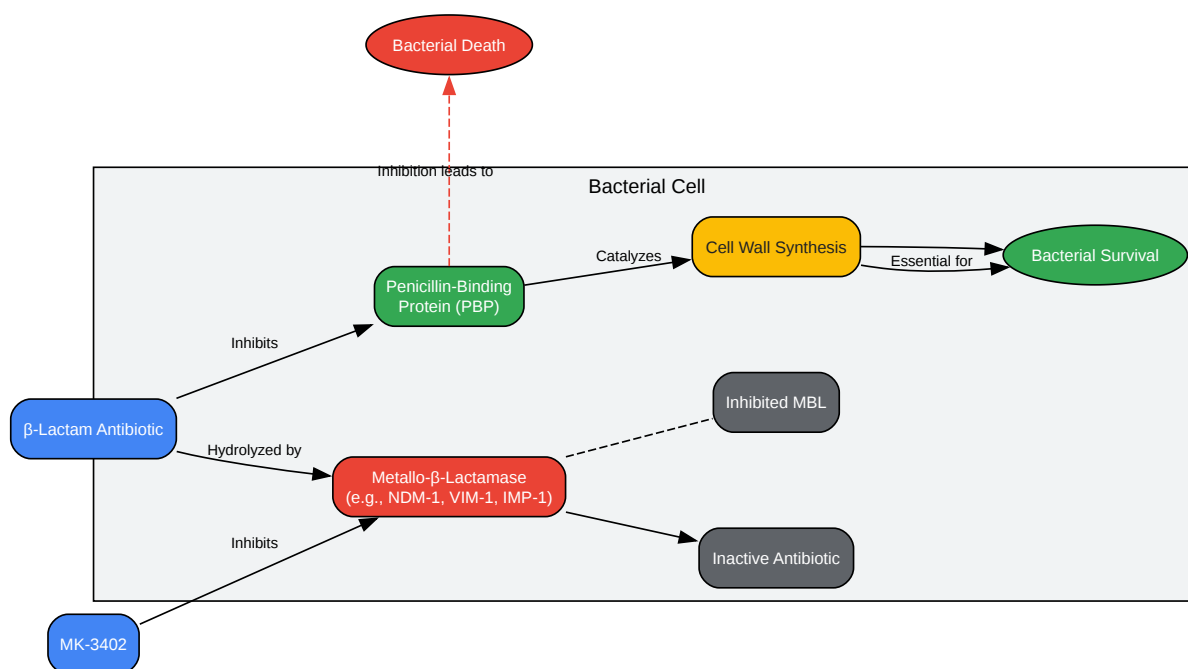 Bacterial Death
Inhibition leads to
Bacterial Cell
Cell Wall Synthesis
Catalyzes
Essential for
Bacterial Survival
Penicillin-Binding
Protein (PBP)
Inhibits
Inhibited MBL
β-Lactam Antibiotic
Hydrolyzed by
Metallo-β-Lactamase
(e.g., NDM-1, VIM-1, IMP-1)
Inhibits
Inactive Antibiotic
MK-3402